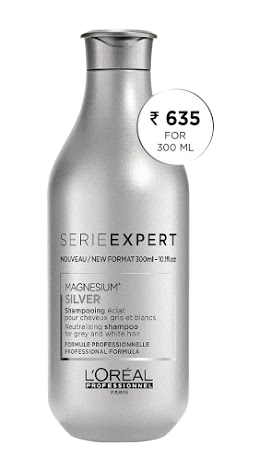 ₹ 635
FOR
300 ML
SERIEEXPERT
NOUVEAU / NEW FORMAT 300ml - 10.1fl.oz
MAGNESIUM*
SILVER
Shampooing éclat
pour cheveux gris et blancs
Neutralising shampoo
for grey and white hair
FORMULE PROFESSIONNELLE
PROFESSIONAL FORMULA
L'ORÉAL
PROFESSIONNEL
PARIS